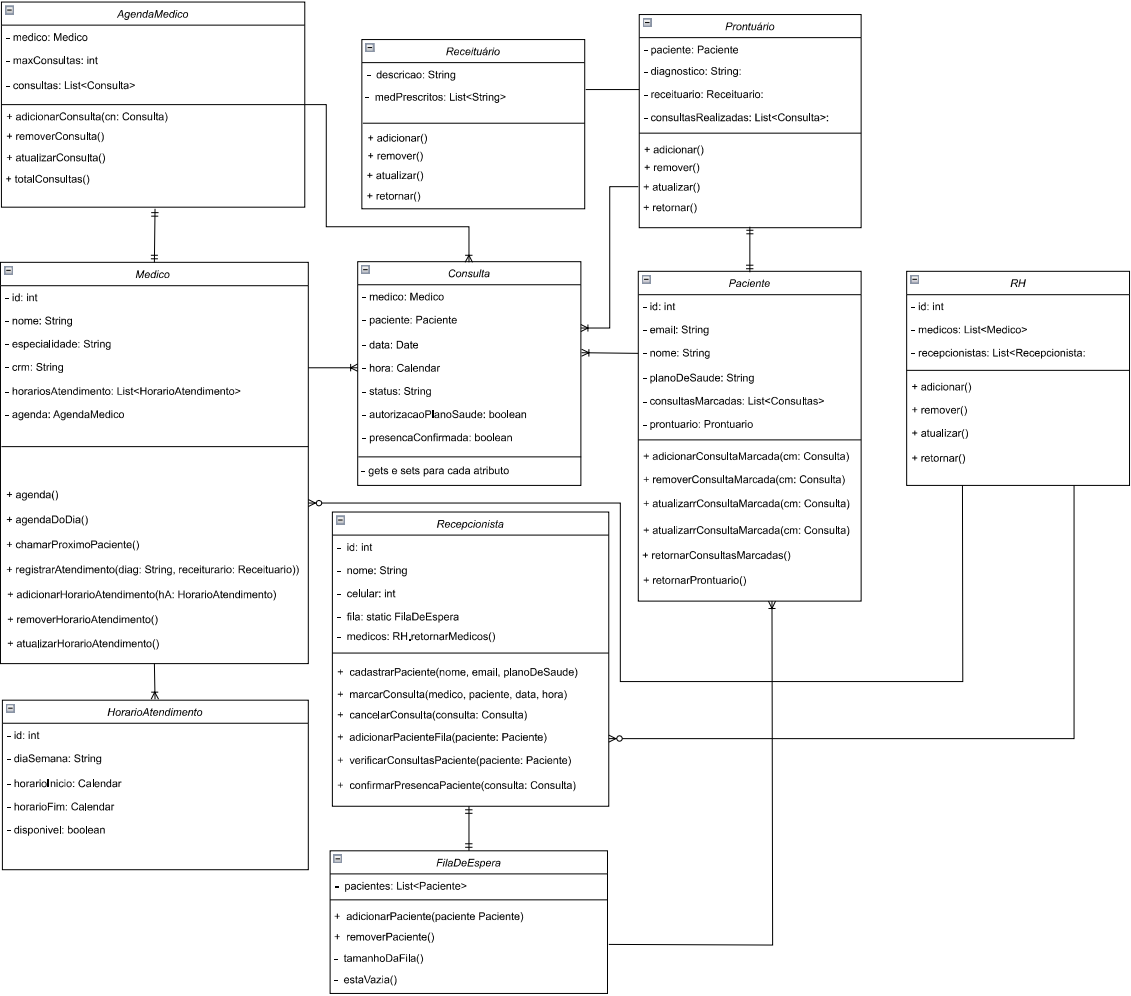 AgendaMedico
- medico: Medico
- maxConsultas: int
- consultas: List<Consulta>
+ adicionarConsulta(cn: Consulta)
+ removerConsulta()
+ atualizarConsulta()
+ totalConsultas()
Receituário
- descricao: String
- medPrescritos: List<String>
+ adicionar()
+ remover()
+ atualizar()
+ retornar()
Prontuário
- paciente: Paciente
- diagnostico: String:
- receituario: Receituario:
- consultasRealizadas: List<Consulta>:
+ adicionar()
+ remover()
+ atualizar()
+ retornar()
Medico
- id: int
- nome: String
- especialidade: String
- crm: String
- horariosAtendimento: List<HorarioAtendimento>
- agenda: AgendaMedico
+ agenda()
+ agendaDoDia()
+ chamarProximoPaciente()
+ registrarAtendimento(diag: String, receiturario: Receituario))
+ adicionarHorarioAtendimento(hA: HorarioAtendimento)
+ removerHorarioAtendimento()
+ atualizarHorarioAtendimento()
Consulta
- medico: Medico
- paciente: Paciente
- data: Date
- hora: Calendar
- status: String
- autorizacaoPlanoSaude: boolean
- presencaConfirmada: boolean
- gets e sets para cada atributo
Paciente
- id: int
- email: String
- nome: String
- planoDeSaude: String
- consultasMarcadas: List<Consultas>
- prontuario: Prontuario
+ adicionarConsultaMarcada(cm: Consulta)
+ removerConsultaMarcada(cm: Consulta)
+ atualizarrConsultaMarcada(cm: Consulta)
+ atualizarrConsultaMarcada(cm: Consulta)
+ retornarConsultasMarcadas()
+ retornarProntuario()
RH
- id: int
- medicos: List<Medico>
- recepcionistas: List<Recepcionista:
+ adicionar()
+ remover()
+ atualizar()
+ retornar()
Recepcionista
- id: int
- nome: String
- celular: int
- fila: static FilaDeEspera
- medicos: RH.retornarMedicos()
+ cadastrarPaciente(nome, email, planoDeSaude)
+ marcarConsulta(medico, paciente, data, hora)
+ cancelarConsulta(consulta: Consulta)
+ adicionarPacienteFila(paciente: Paciente)
+ verificarConsultasPaciente(paciente: Paciente)
+ confirmarPresencaPaciente(consulta: Consulta)
HorarioAtendimento
- id: int
- diaSemana: String
- horarioInicio: Calendar
- horarioFim: Calendar
- disponivel: boolean
FilaDeEspera
- pacientes: List<Paciente>
+ adicionarPaciente(paciente Paciente)
+ removerPaciente()
- tamanhoDaFila()
- estaVazia()